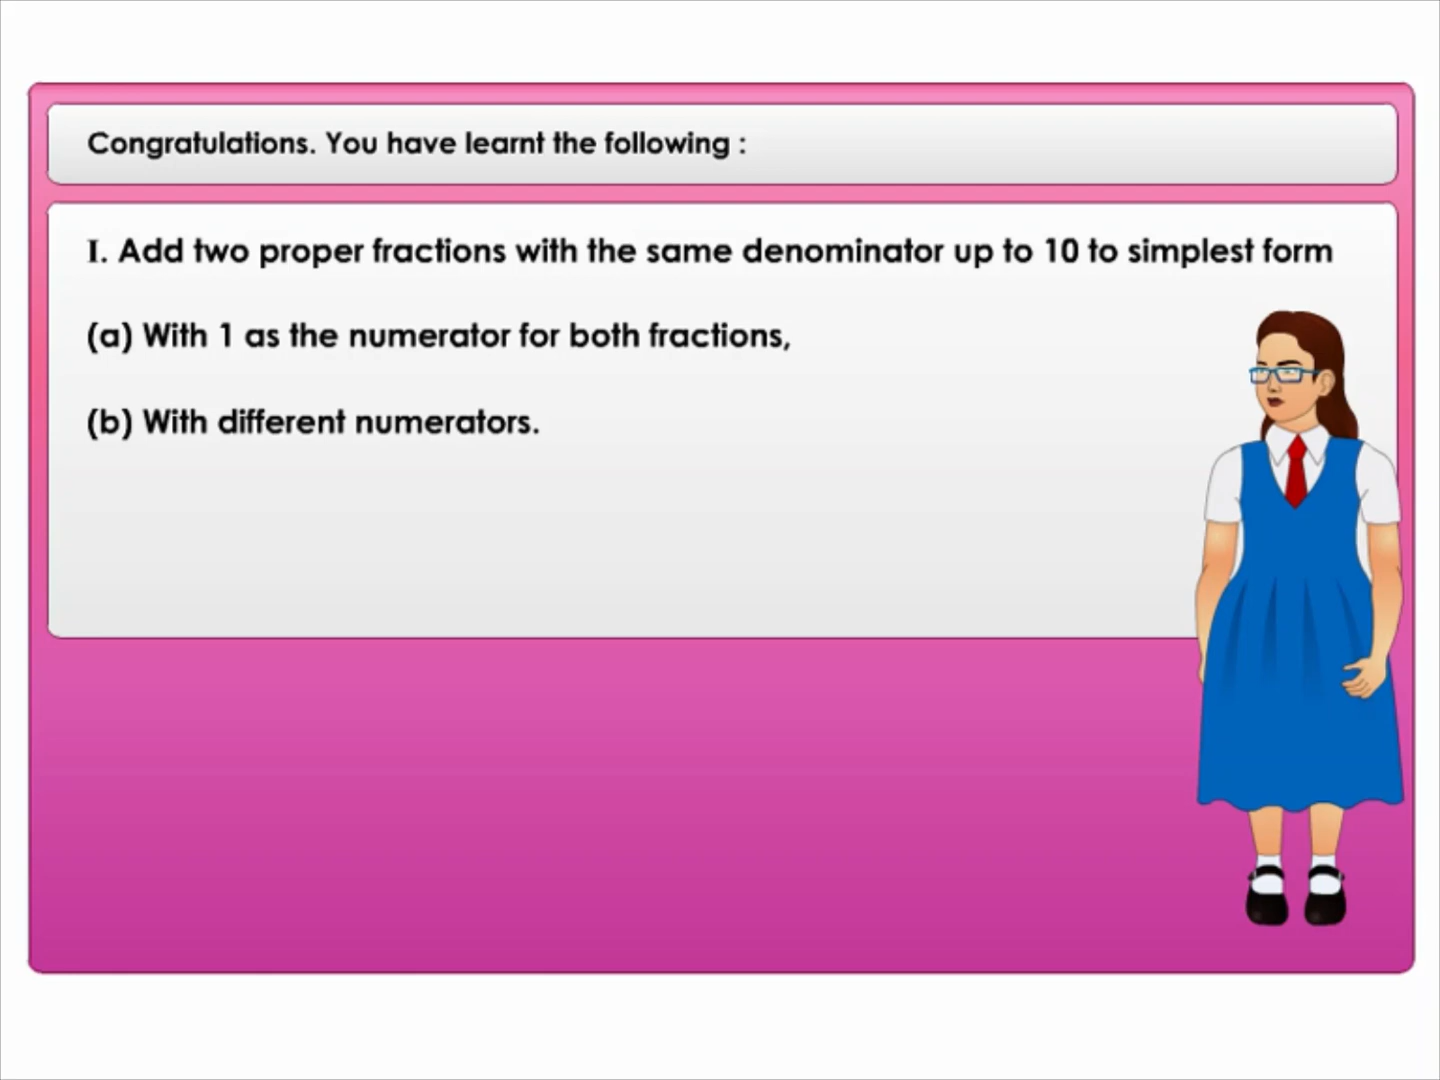 Congratulations. You have learnt the following :
I. Add two proper fractions with the same denominator up to 10 to simplest form
(a) With 1 as the numerator for both fractions,
(b) With different numerators.